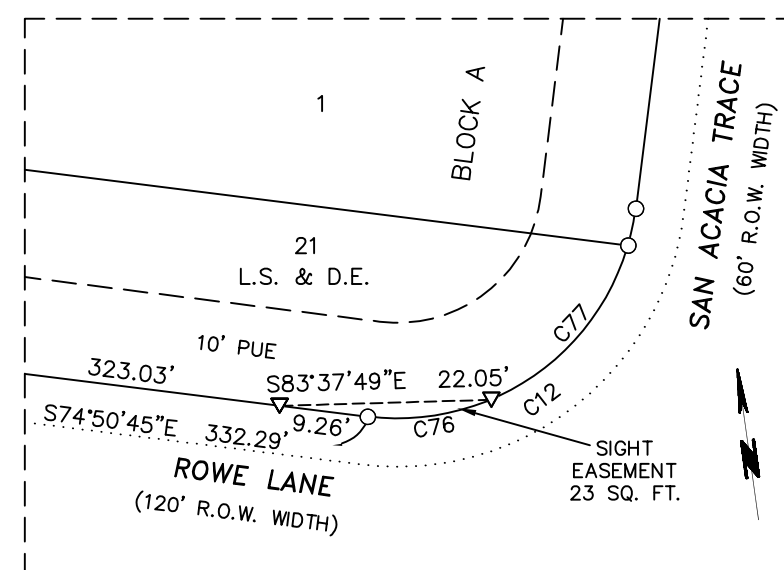 1
BLOCK A
SAN ACACIA TRACE
(60' R.O.W. WIDTH)
21
L.S. & D.E.
10' PUE
C77
323.03'
S83°37'49"E 22.05'
C12
S74°50'45"E 332.29'
9.26'
C76
SIGHT
EASEMENT
23 SQ. FT.
ROWE LANE
(120' R.O.W. WIDTH)
N